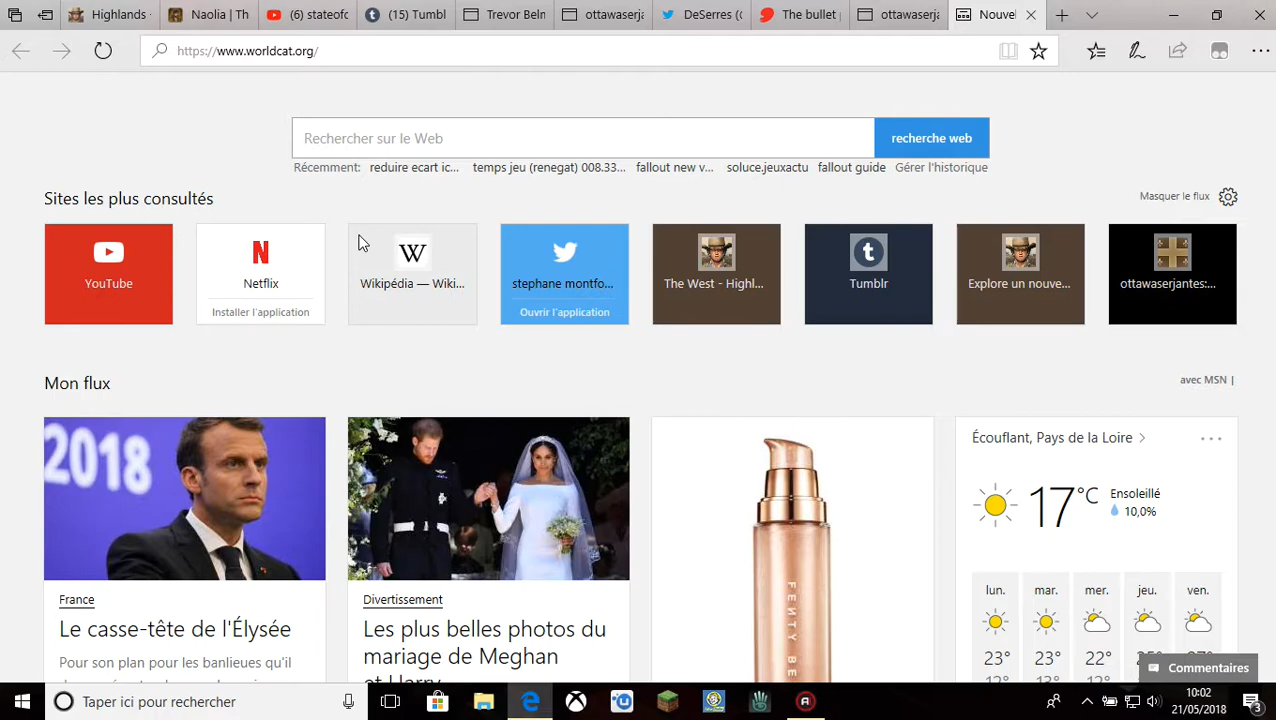 Highlands
Naolia | Th
(6) stateofc
(15) Tumbl
Trevor Beln
ottawaserja
DeSerres (
The bullet
ottawaserja
Nouvel
https://www.worldcat.org/
Rechercher sur le Web
recherche web
Récemment: reduire ecart ic... temps jeu (renegat) 008.33... fallout new v... soluce.jeuxactu fallout guide Gérer l'historique
Sites les plus consultés
Masquer le flux
YouTube
N
Netflix
Installer l'application
W
Wikipédia — Wiki...
stephane montfo...
Ouvrir l'application
The West - Highl...
t
Tumblr
Explore un nouve...
ottawaserjantes:...
Mon flux
avec MSN |
2018
France
Le casse-tête de l'Élysée
Pour son plan pour les banlieues qu'il
Divertissement
Les plus belles photos du
mariage de Meghan
et Harry
FENTY BE
Écouflant, Pays de la Loire
17°C
Ensoleillé
10,0%
lun. mar. mer. jeu. ven.
23° 23° 22° 23°
Commentaires
Taper ici pour rechercher
10:02
21/05/2018
3